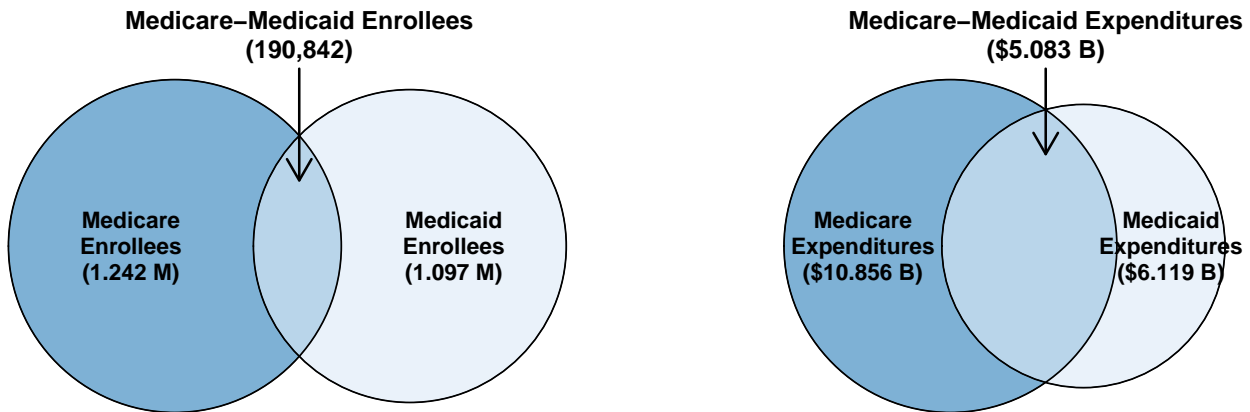 Medicare−Medicaid Enrollees
(190,842)
Medicare
Enrollees
(1.242 M)
Medicaid
Enrollees
(1.097 M)
Medicare−Medicaid Expenditures
($5.083 B)
Medicare
Expenditures
($10.856 B)
Medicaid
Expenditures
($6.119 B)